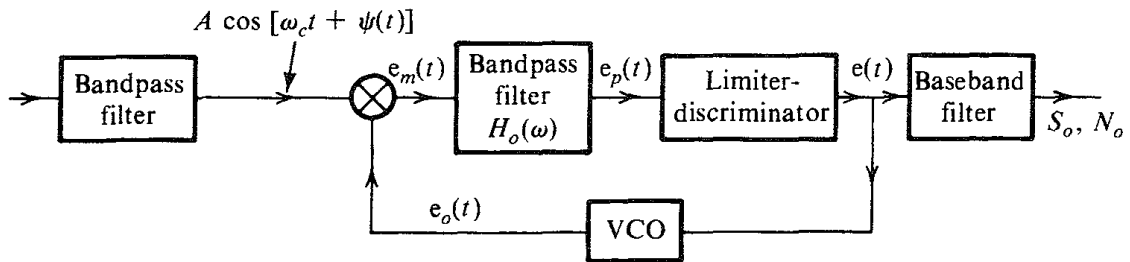 A cos [ω_c t + ψ(t)]
Bandpass
filter
e_m(t)
Bandpass
filter
H_o(ω)
e_p(t)
Limiter-
discriminator
e(t)
Baseband
filter
S_o, N_o
e_o(t)
VCO